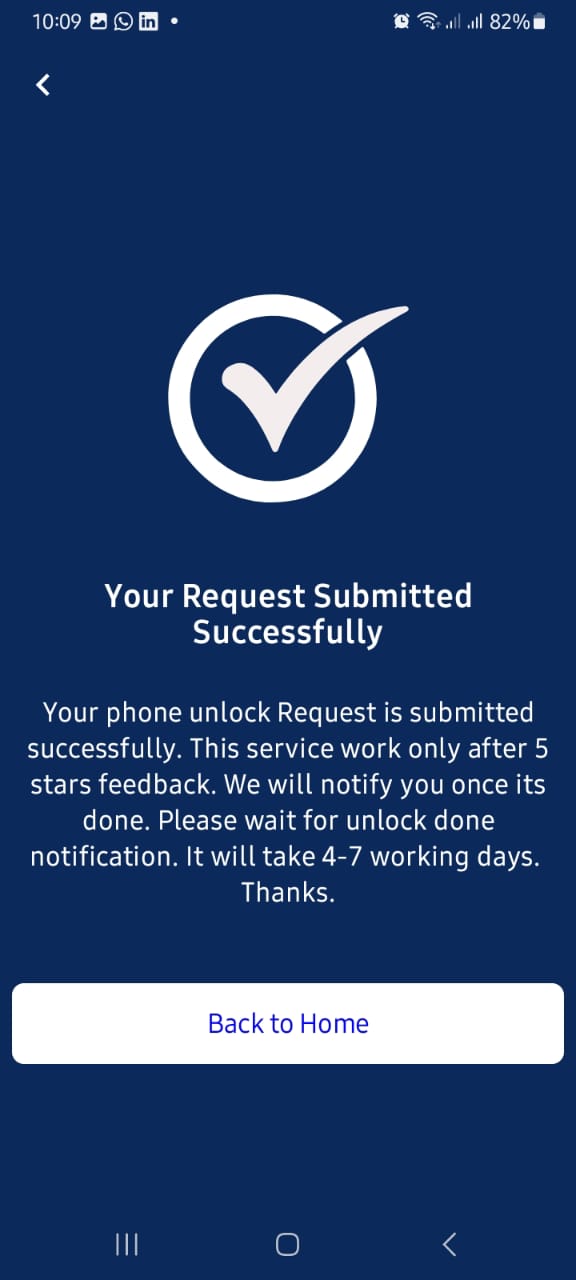 10:09
82%
Your Request Submitted
Successfully
Your phone unlock Request is submitted
successfully. This service work only after 5
stars feedback. We will notify you once its
done. Please wait for unlock done
notification. It will take 4-7 working days.
Thanks.
Back to Home